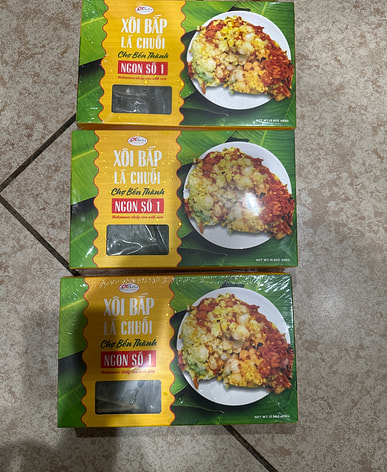 XÔI BẮP
LÁ CHUỐI
Chợ Bến Thành
NGON SỐ 1
XÔI BẮP
LÁ CHUỐI
Chợ Bến Thành
NGON SỐ 1
XÔI BẮP
LÁ CHUỐI
Chợ Bến Thành
NGON SỐ 1